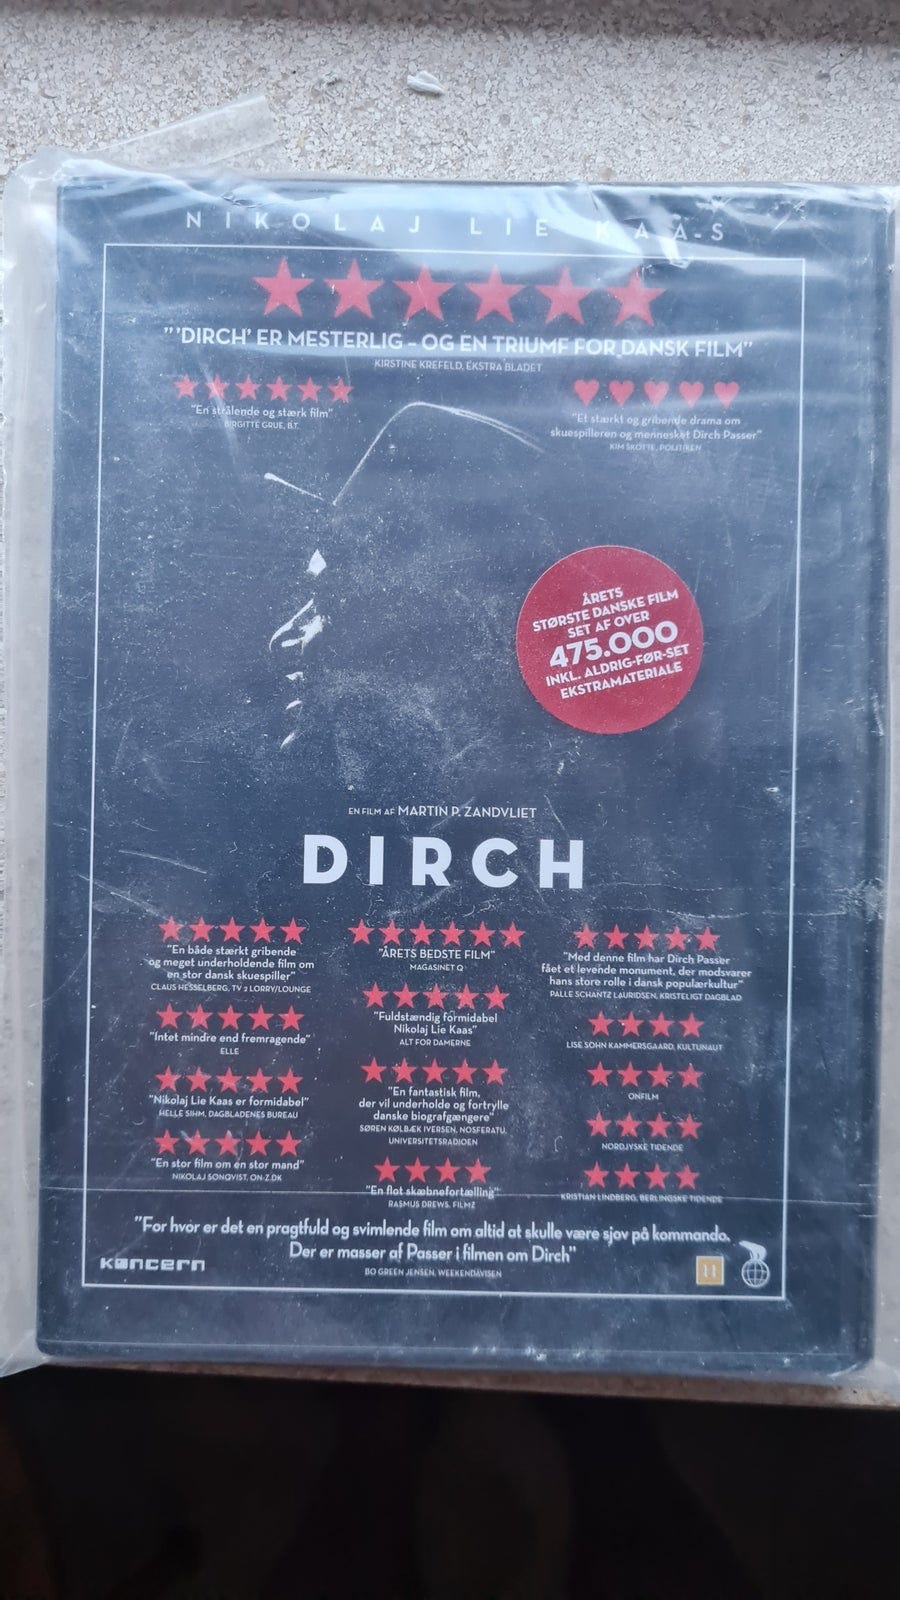 NIKOLAJ LIE KAAS
"'DIRCH' ER MESTERLIG – OG EN TRIUMF FOR DANSK FILM"
KIRSTINE KREFELD, EKSTRA BLADET
"En strålende og stærk film"
BIRGITTE GRUE, B.T.
"Et stærkt og gribende drama om
skuespilleren og mennesket Dirch Passer"
KIM SKOTTE, POLITIKEN
ÅRETS
STØRSTE DANSKE FILM
SET AF OVER
475.000
INKL. ALDRIG-FØR-SET
EKSTRAMATERIALE
EN FILM AF MARTIN P. ZANDVLIET
DIRCH
"En både stærkt gribende
og meget underholdende film om
en stor dansk skuespiller"
CLAUS HESSELBERG, TV 2 LORRY/LOUNGE
"Intet mindre end fremragende"
ELLE
"Nikolaj Lie Kaas er formidabel"
HELLE SIHM, DAGBLADENES BUREAU
"En stor film om en stor mand"
NIKOLAJ SONQVIST, ON-Z.DK
"ÅRETS BEDSTE FILM"
MAGASINET Q
"Fuldstændig formidabel
Nikolaj Lie Kaas"
ALT FOR DAMERNE
"En fantastisk film,
der vil underholde og fortrylle
danske biografgængere"
SØREN KØLBÆK IVERSEN, NOSFERATU,
UNIVERSITETSRADIOEN
"En flot skæbnefortælling"
RASMUS DREWS, FILMZ
"Med denne film har Dirch Passer
fået et levende monument, der modsvarer
hans store rolle i dansk populærkultur"
PALLE SCHANTZ LAURIDSEN, KRISTELIGT DAGBLAD
LISE SOHN KAMMERSGAARD, KULTUNAUT
ONFILM
NORDJYSKE TIDENDE
KRISTIAN LINDBERG, BERLINGSKE TIDENDE
"For hvor er det en pragtfuld og svimlende film om altid at skulle være sjov på kommando.
Der er masser af Passer i filmen om Dirch"
BO GREEN JENSEN, WEEKENDAVISEN
koncern
11